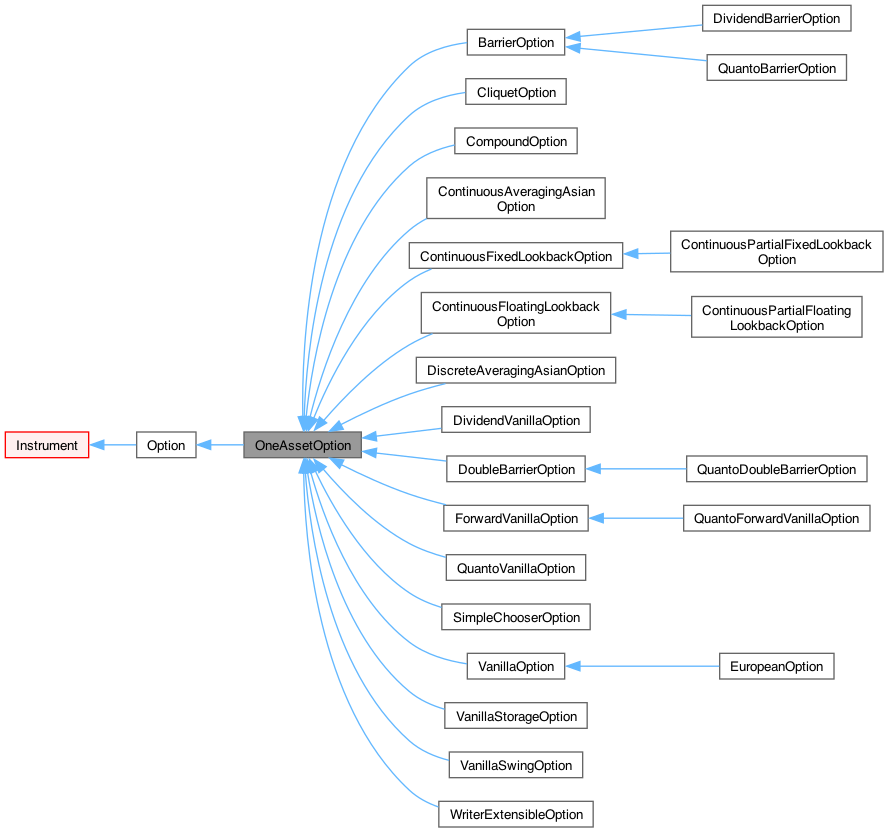 Instrument
Option
OneAssetOption
BarrierOption
DividendBarrierOption
QuantoBarrierOption
CliquetOption
CompoundOption
ContinuousAveragingAsian
Option
ContinuousFixedLookbackOption
ContinuousPartialFixedLookback
Option
ContinuousFloatingLookback
Option
ContinuousPartialFloating
LookbackOption
DiscreteAveragingAsianOption
DividendVanillaOption
DoubleBarrierOption
QuantoDoubleBarrierOption
ForwardVanillaOption
QuantoForwardVanillaOption
QuantoVanillaOption
SimpleChooserOption
VanillaOption
EuropeanOption
VanillaStorageOption
VanillaSwingOption
WriterExtensibleOption